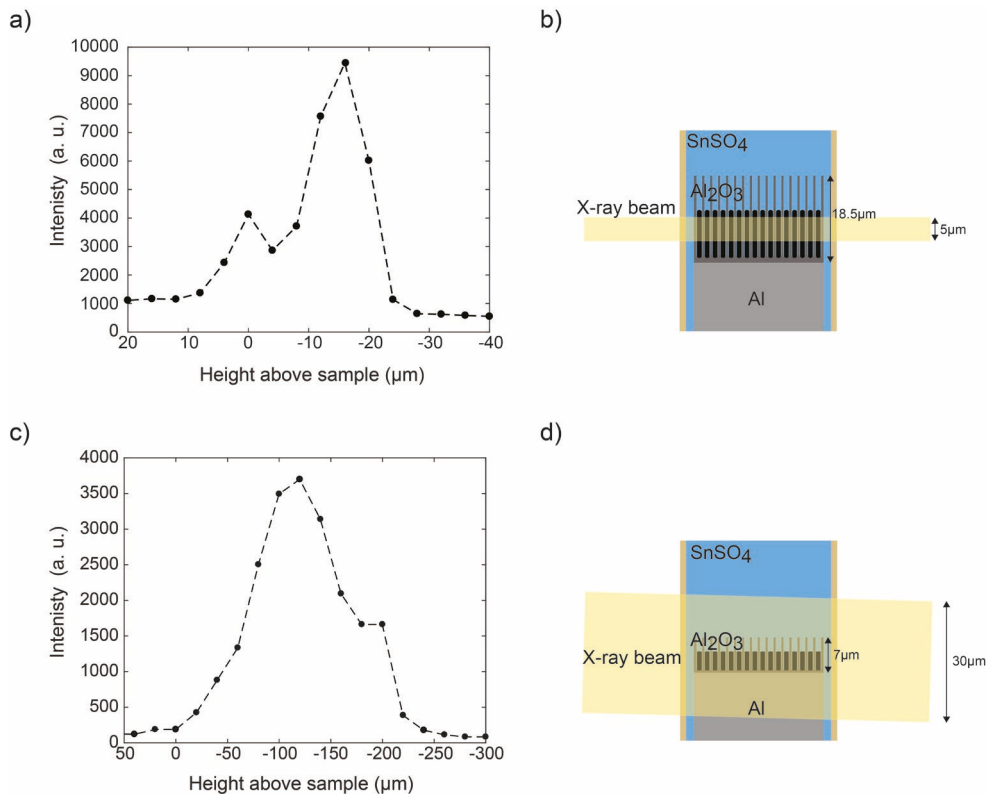 a)
10000
9000
8000
7000
6000
5000
4000
3000
2000
1000
0
Intenisty (a. u.)
20 10 0 -10 -20 -30 -40
Height above sample (µm)
b)
SnSO4
Al2O3
X-ray beam
18.5µm
5µm
Al
c)
4000
3500
3000
2500
2000
1500
1000
500
0
Intenisty (a. u.)
50 0 -50 -100 -150 -200 -250 -300
Height above sample (µm)
d)
SnSO4
Al2O3
X-ray beam
7µm
30µm
Al